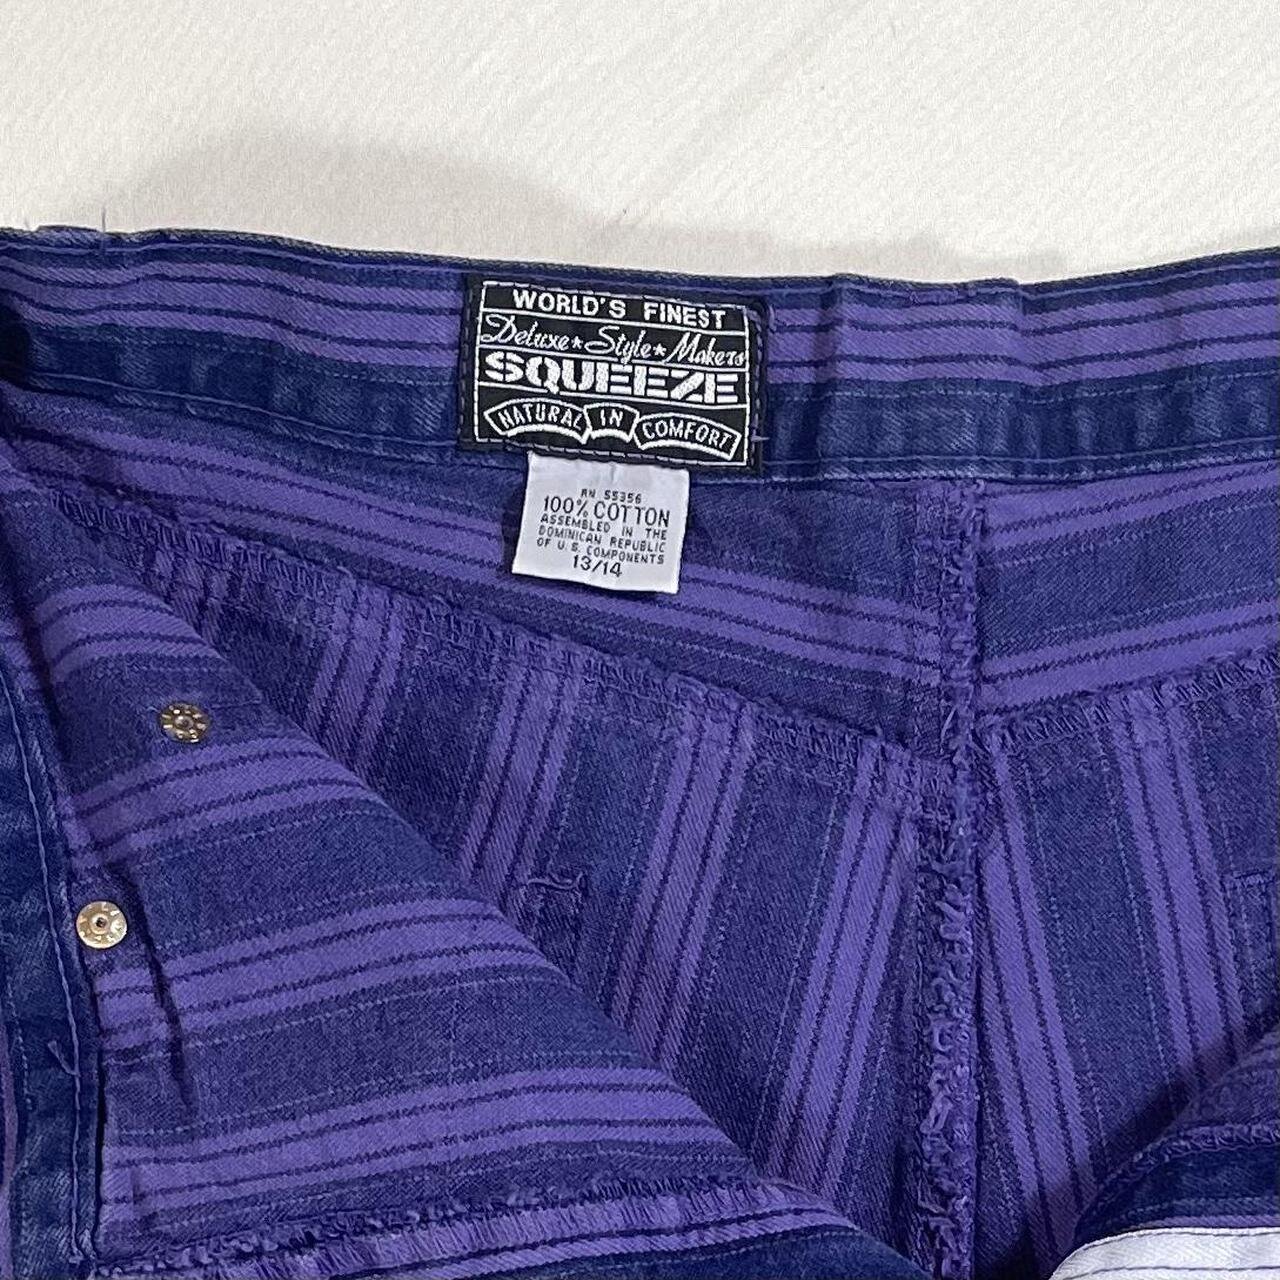 WORLD'S FINEST
Deluxe★Style★Makers
SQUEEZE
NATURAL IN COMFORT
RN 55356
100% COTTON
ASSEMBLED IN THE
DOMINICAN REPUBLIC
OF U.S. COMPONENTS
13/14